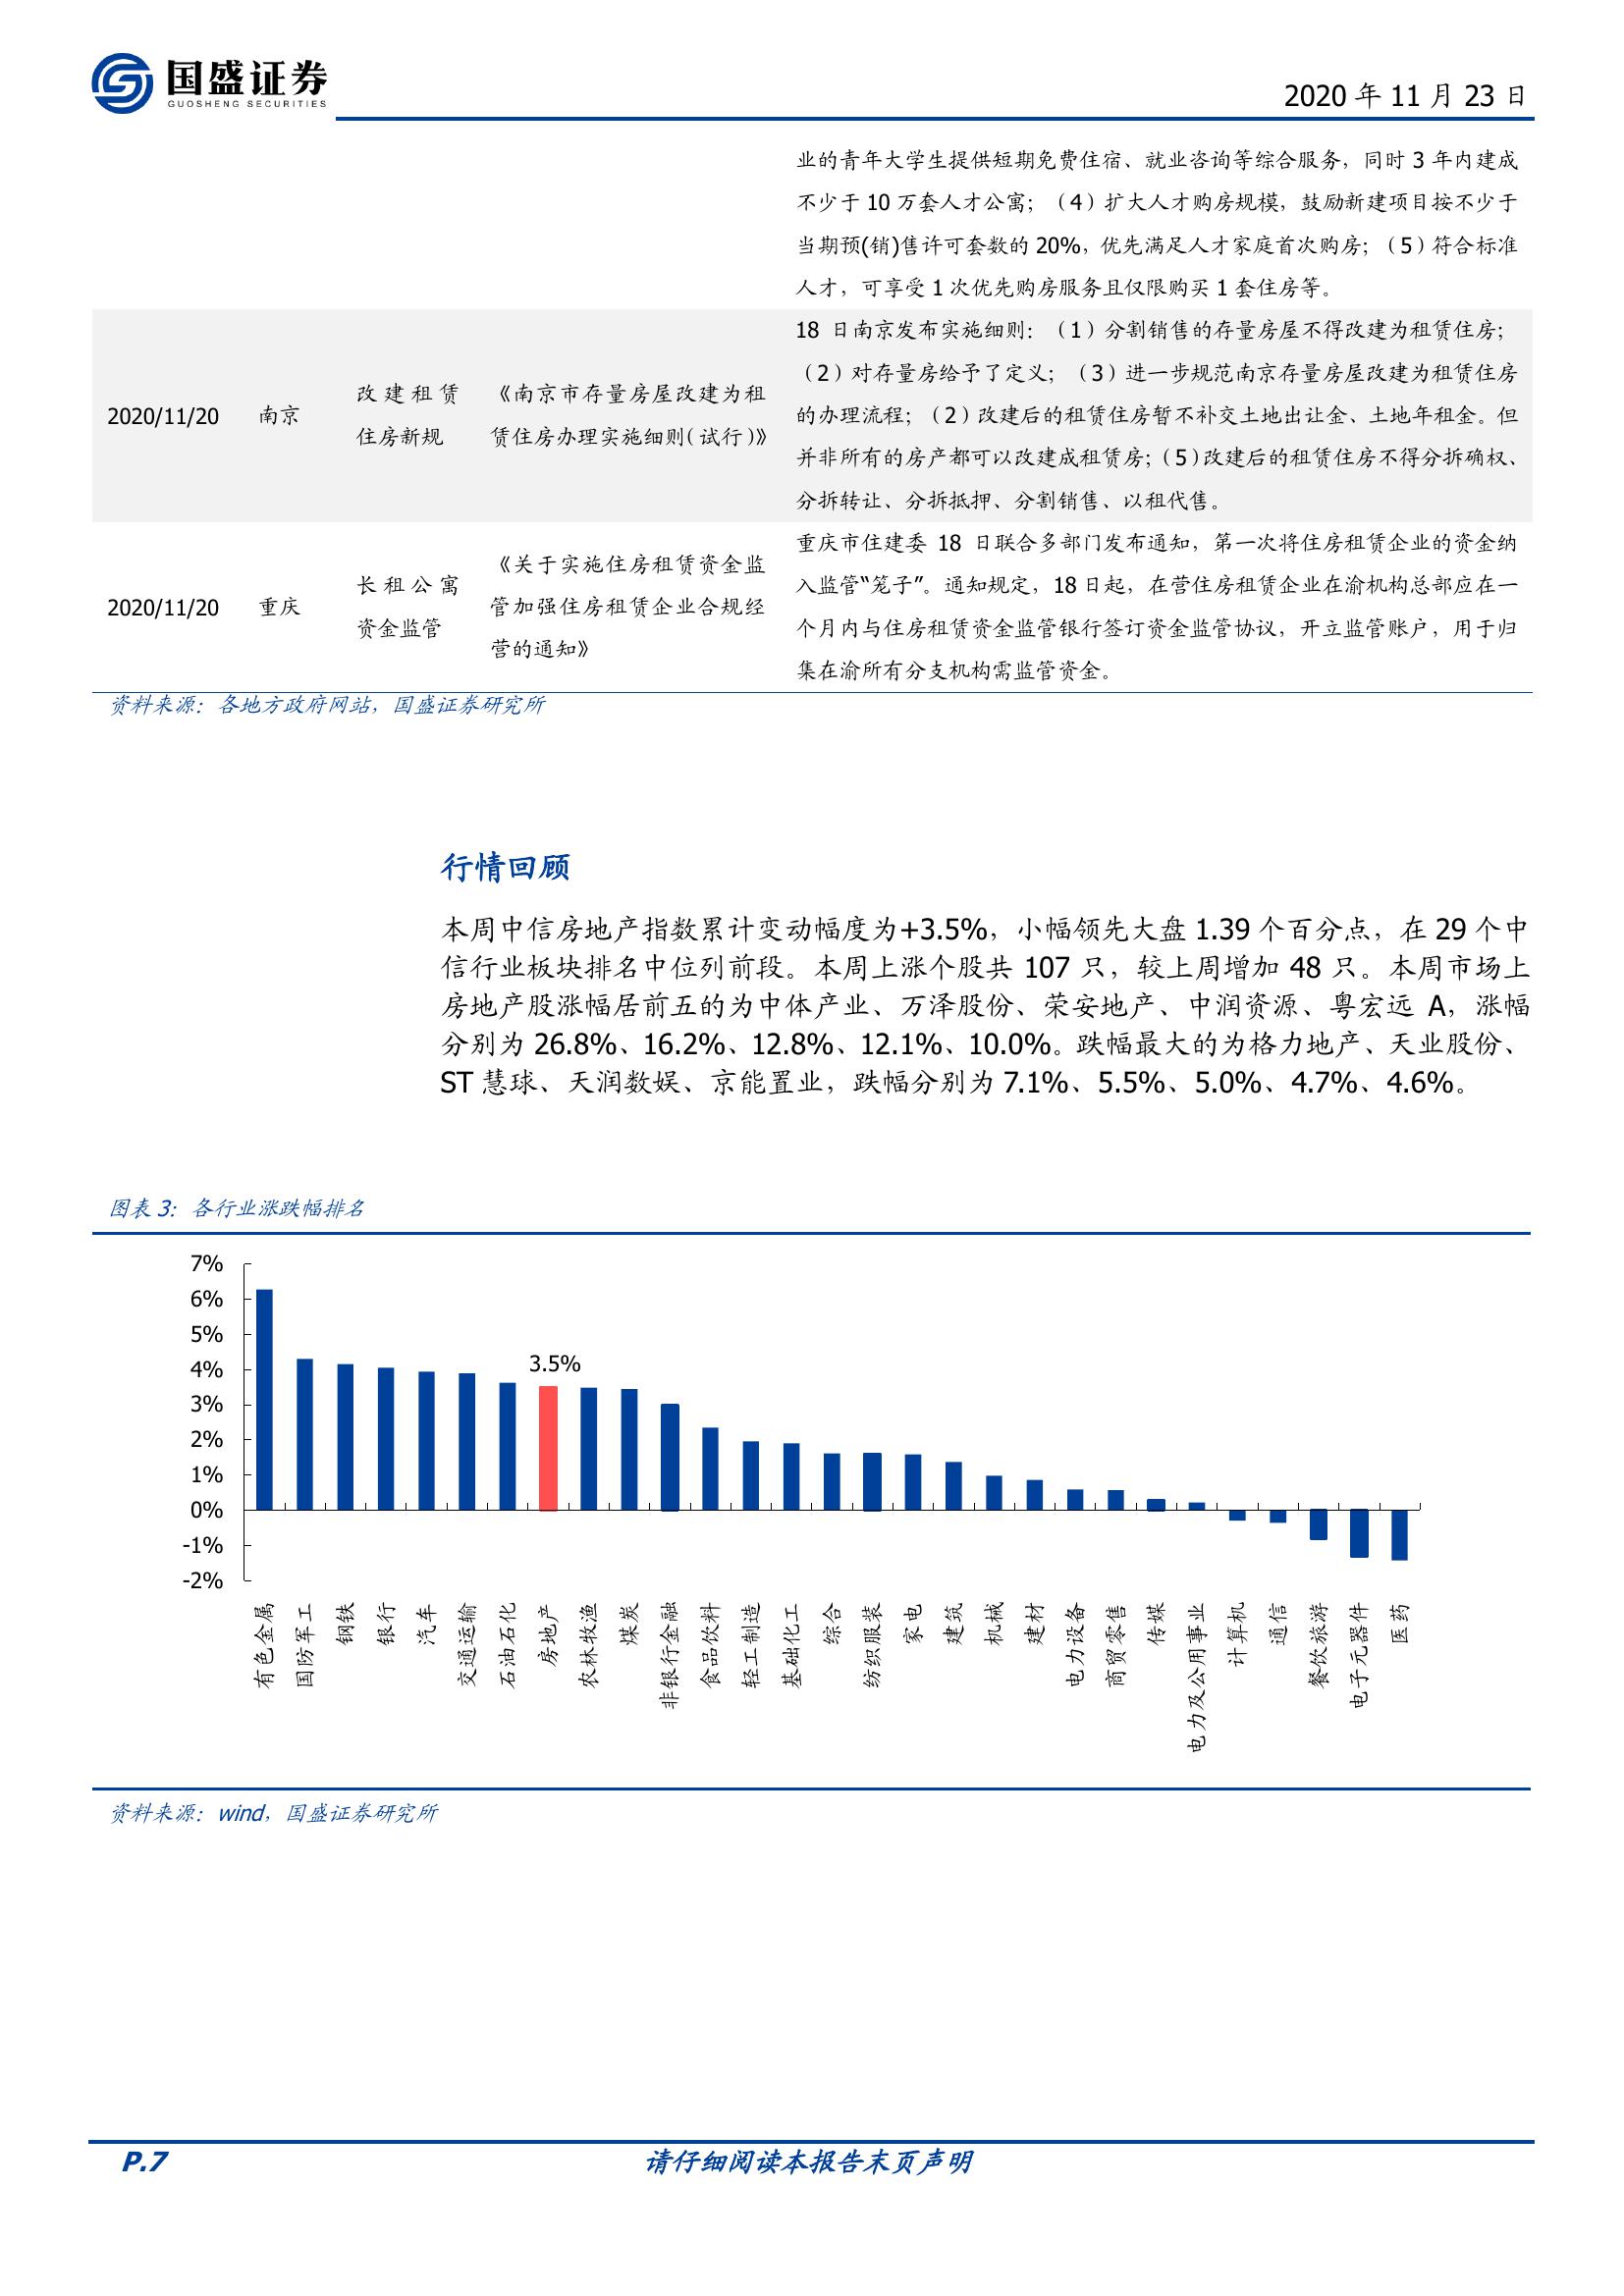 国盛证券
GUOSHENG SECURITIES
2020 年 11 月 23 日
业的青年大学生提供短期免费住宿、就业咨询等综合服务，同时 3 年内建成
不少于 10 万套人才公寓；（4）扩大人才购房规模，鼓励新建项目按不少于
当期预(销)售许可套数的 20%，优先满足人才家庭首次购房；（5）符合标准
人才，可享受 1 次优先购房服务且仅限购买 1 套住房等。
2020/11/20
南京
改建租赁
住房新规
《南京市存量房屋改建为租
赁住房办理实施细则(试行)》
18 日南京发布实施细则：（1）分割销售的存量房屋不得改建为租赁住房；
（2）对存量房给予了定义；（3）进一步规范南京存量房屋改建为租赁住房
的办理流程；（2）改建后的租赁住房暂不补交土地出让金、土地年租金。但
并非所有的房产都可以改建成租赁房；（5）改建后的租赁住房不得分拆确权、
分拆转让、分拆抵押、分割销售、以租代售。
2020/11/20
重庆
长租公寓
资金监管
《关于实施住房租赁资金监
管加强住房租赁企业合规经
营的通知》
重庆市住建委 18 日联合多部门发布通知，第一次将住房租赁企业的资金纳
入监管“笼子”。通知规定，18 日起，在营住房租赁企业在渝机构总部应在一
个月内与住房租赁资金监管银行签订资金监管协议，开立监管账户，用于归
集在渝所有分支机构需监管资金。
资料来源：各地方政府网站，国盛证券研究所
行情回顾
本周中信房地产指数累计变动幅度为+3.5%，小幅领先大盘 1.39 个百分点，在 29 个中
信行业板块排名中位列前段。本周上涨个股共 107 只，较上周增加 48 只。本周市场上
房地产股涨幅居前五的为中体产业、万泽股份、荣安地产、中润资源、粤宏远 A，涨幅
分别为 26.8%、16.2%、12.8%、12.1%、10.0%。跌幅最大的为格力地产、天业股份、
ST 慧球、天润数娱、京能置业，跌幅分别为 7.1%、5.5%、5.0%、4.7%、4.6%。
图表 3：各行业涨跌幅排名
7%
6%
5%
4%
3%
2%
1%
0%
-1%
-2%
3.5%
有色金属
国防军工
钢铁
银行
汽车
交通运输
石油石化
房地产
农林牧渔
煤炭
非银行金融
食品饮料
轻工制造
基础化工
综合
纺织服装
家电
建筑
机械
建材
电力设备
商贸零售
传媒
电力及公用事业
计算机
通信
餐饮旅游
电子元器件
医药
资料来源：wind，国盛证券研究所
P.7
请仔细阅读本报告末页声明